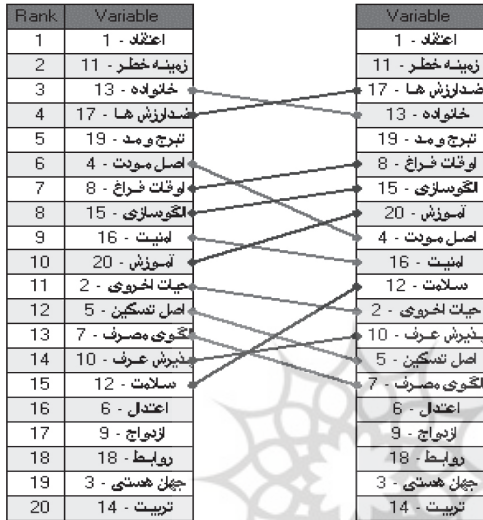 Rank Variable Variable
1 1 - اعتقاد 1 - اعتقاد
2 11 - زمینه خطر 11 - زمینه خطر
3 13 - خانواده 17 - ضدارزش ها
4 17 - ضدارزش ها 13 - خانواده
5 19 - تبرج و مد 19 - تبرج و مد
6 4 - اصل مودت 8 - اوقات فراغ
7 8 - اوقات فراغ 15 - الگوسازی
8 15 - الگوسازی 20 - آموزش
9 16 - امنیت 4 - اصل مودت
10 20 - آموزش 16 - امنیت
11 2 - حیات اخروی 12 - سلامت
12 5 - اصل تسکین 2 - حیات اخروی
13 7 - الگوی مصرف 10 - پذیرش عرف
14 10 - پذیرش عرف 5 - اصل تسکین
15 12 - سلامت 7 - الگوی مصرف
16 6 - اعتدال 6 - اعتدال
17 9 - ازدواج 9 - ازدواج
18 18 - روابط 18 - روابط
19 3 - جهان هستی 3 - جهان هستی
20 14 - تربیت 14 - تربیت